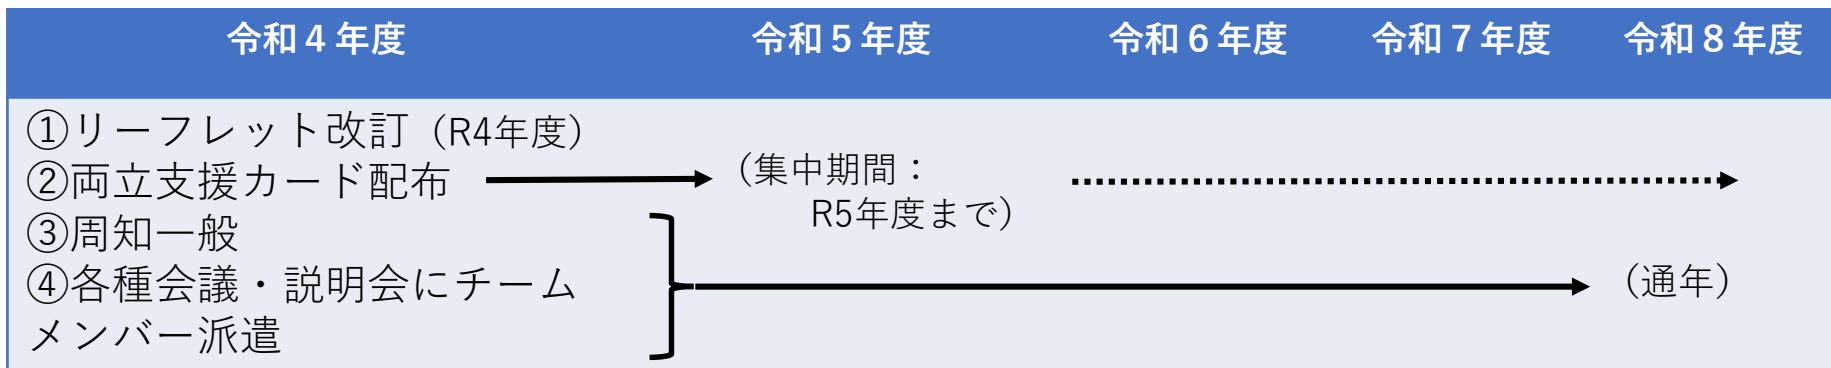 令和４年度 令和５年度 令和６年度 令和７年度 令和８年度
①リーフレット改訂（R4年度）
②両立支援カード配布
（集中期間：
R5年度まで）
③周知一般
④各種会議・説明会にチーム
メンバー派遣
（通年）